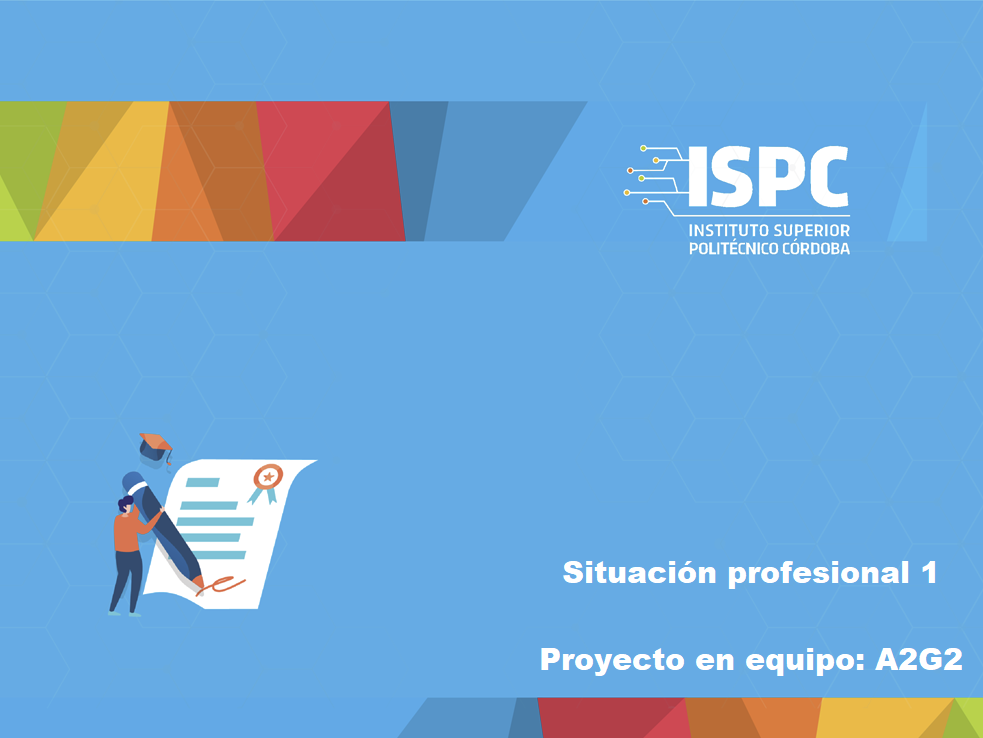 ISPC
INSTITUTO SUPERIOR
POLITÉCNICO CÓRDOBA
Situación profesional 1
Proyecto en equipo: A2G2